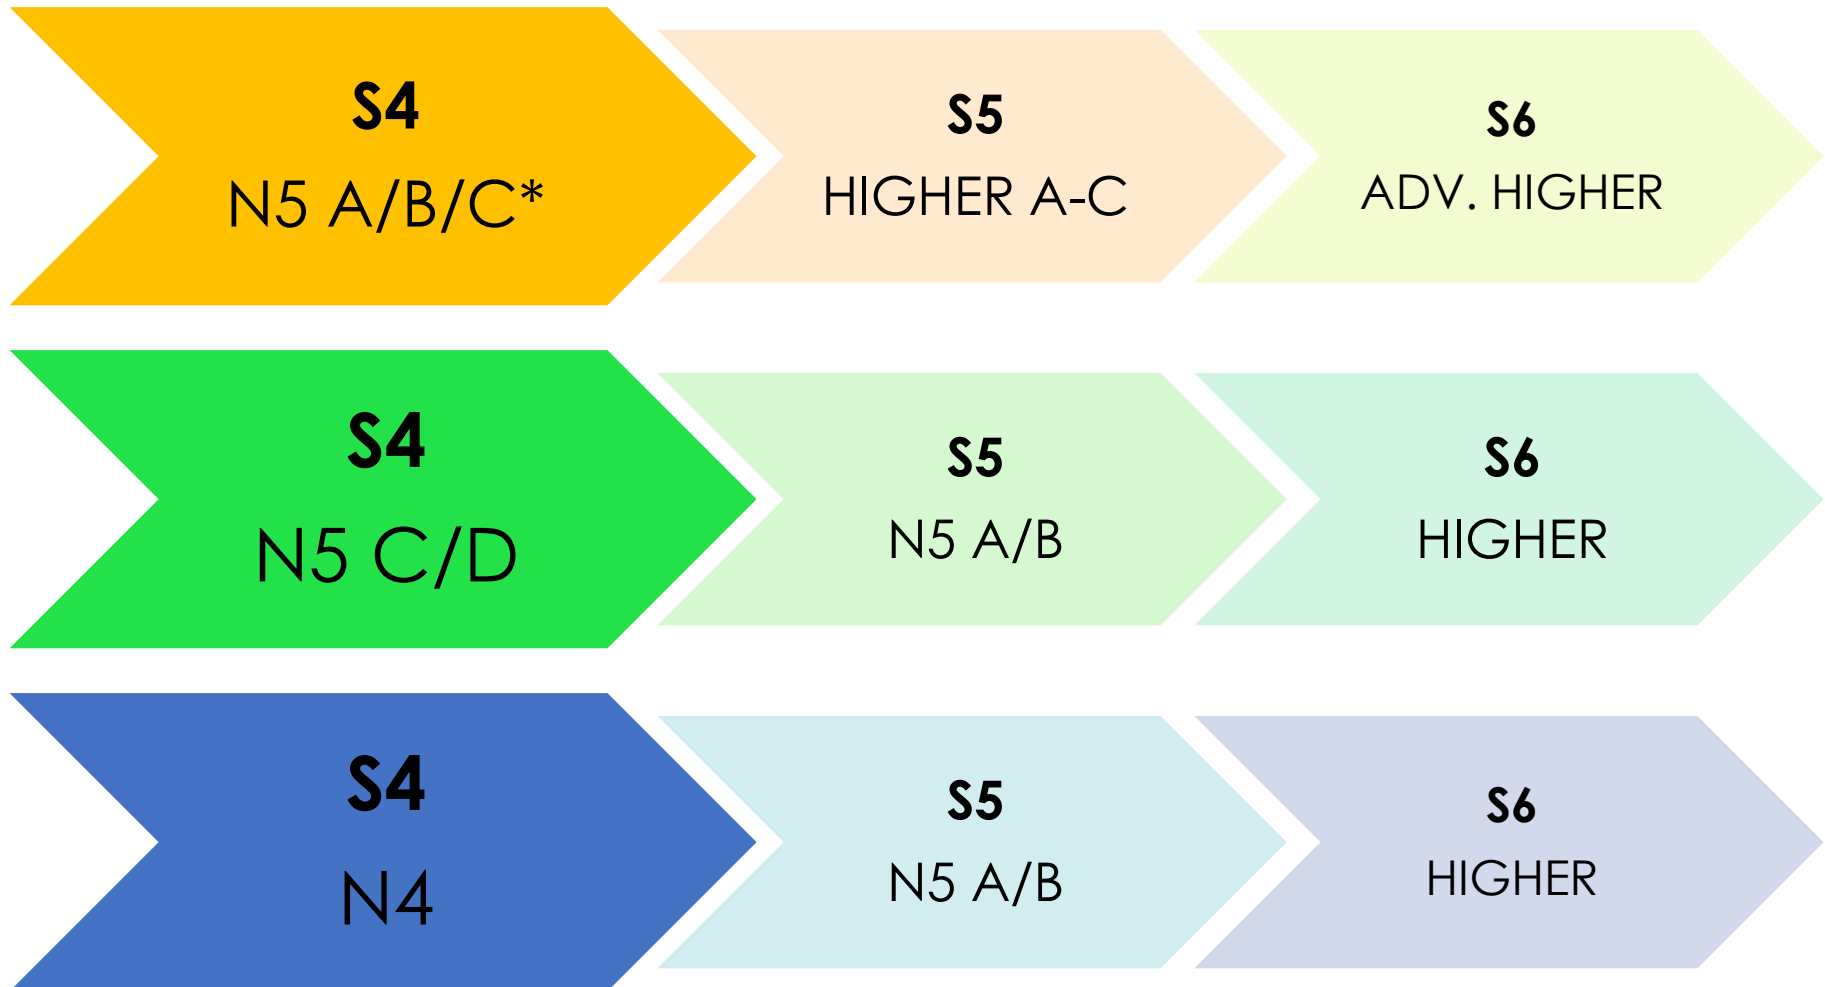 S4
N5 A/B/C*
S5
HIGHER A-C
S6
ADV. HIGHER
S4
N5 C/D
S5
N5 A/B
S6
HIGHER
S4
N4
S5
N5 A/B
S6
HIGHER